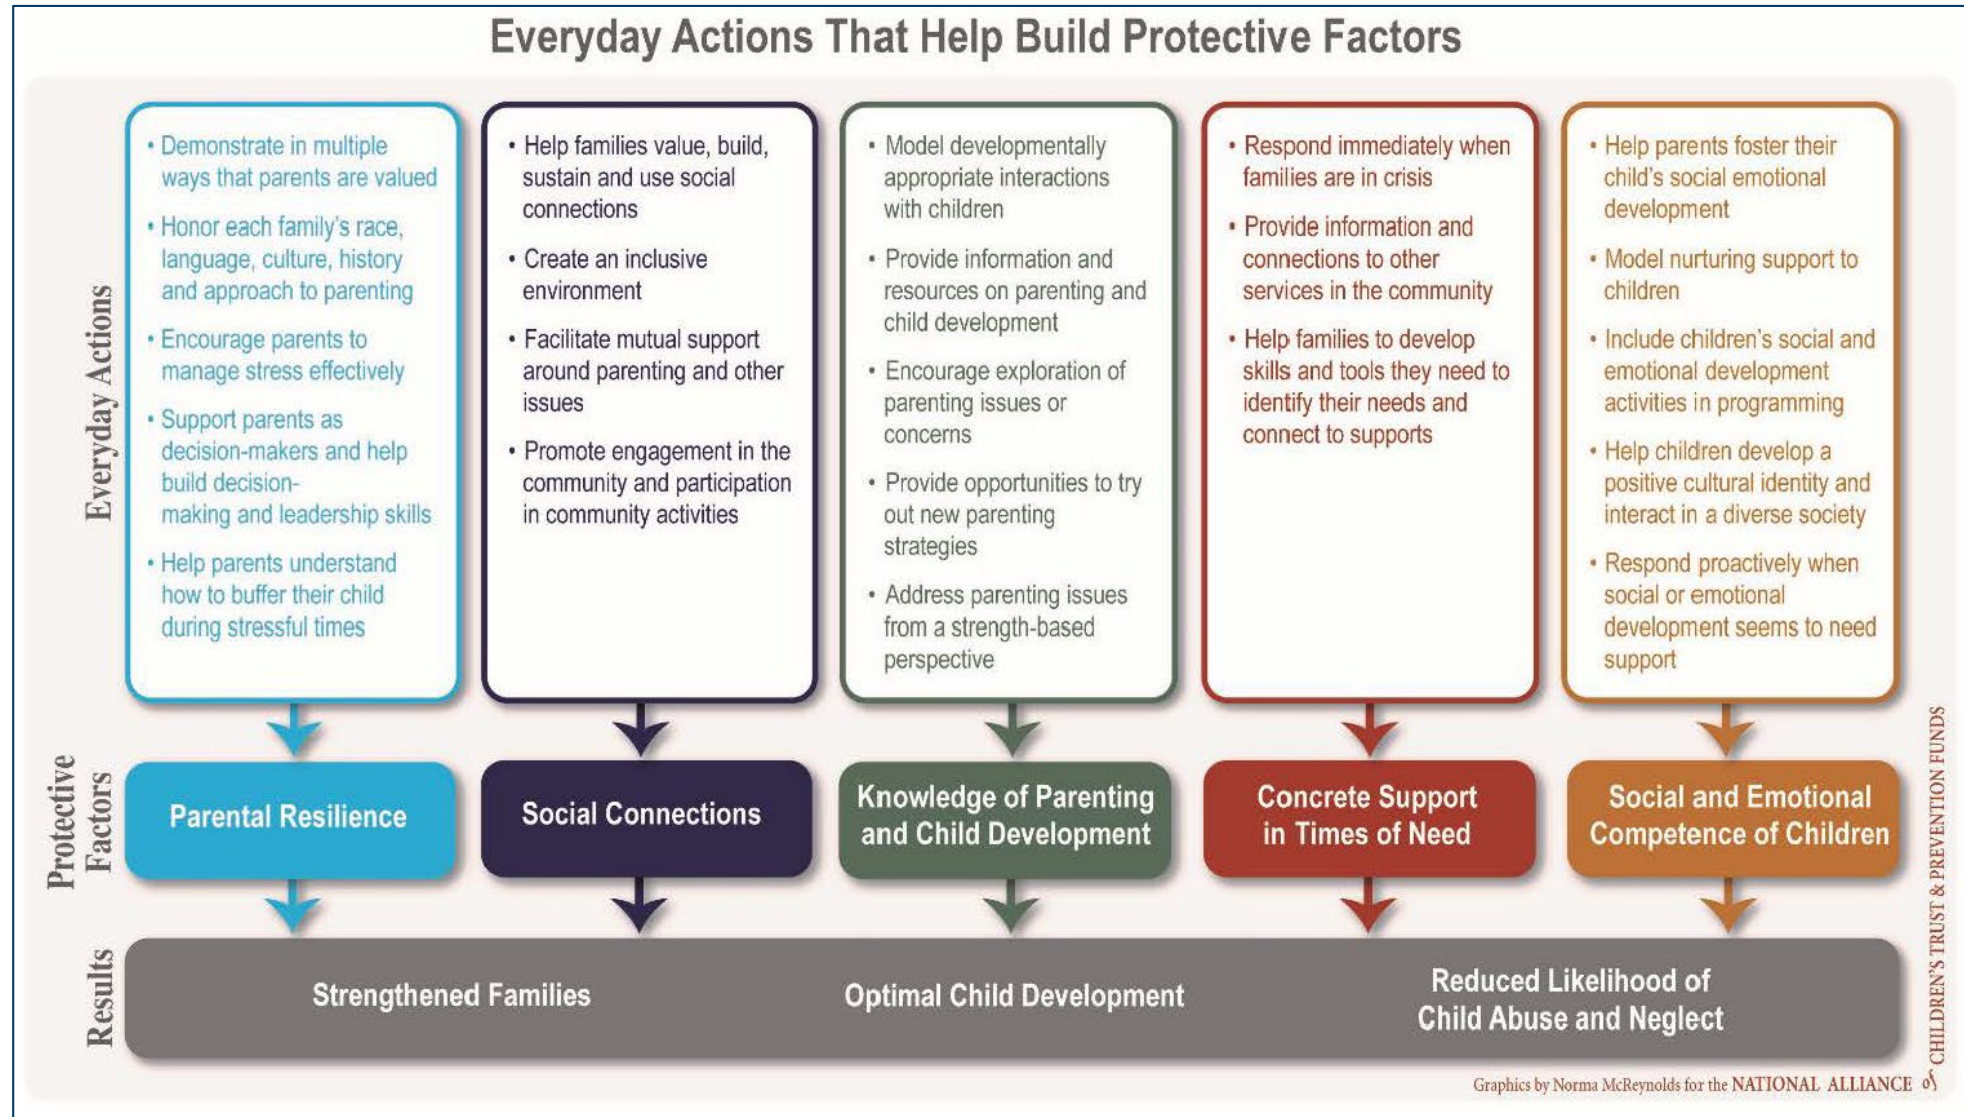 Everyday Actions That Help Build Protective Factors
Everyday Actions
• Demonstrate in multiple
ways that parents are valued
• Honor each family's race,
language, culture, history
and approach to parenting
• Encourage parents to
manage stress effectively
• Support parents as
decision-makers and help
build decision-
making and leadership skills
• Help parents understand
how to buffer their child
during stressful times
• Help families value, build,
sustain and use social
connections
• Create an inclusive
environment
• Facilitate mutual support
around parenting and other
issues
• Promote engagement in the
community and participation
in community activities
• Model developmentally
appropriate interactions
with children
• Provide information and
resources on parenting and
child development
• Encourage exploration of
parenting issues or
concerns
• Provide opportunities to try
out new parenting
strategies
• Address parenting issues
from a strength-based
perspective
• Respond immediately when
families are in crisis
• Provide information and
connections to other
services in the community
• Help families to develop
skills and tools they need to
identify their needs and
connect to supports
• Help parents foster their
child's social emotional
development
• Model nurturing support to
children
• Include children's social and
emotional development
activities in programming
• Help children develop a
positive cultural identity and
interact in a diverse society
• Respond proactively when
social or emotional
development seems to need
support
Protective
Factors
Parental Resilience
Social Connections
Knowledge of Parenting
and Child Development
Concrete Support
in Times of Need
Social and Emotional
Competence of Children
Results
Strengthened Families
Optimal Child Development
Reduced Likelihood of
Child Abuse and Neglect
Graphics by Norma McReynolds for the NATIONAL ALLIANCE of
CHILDREN'S TRUST & PREVENTION FUNDS